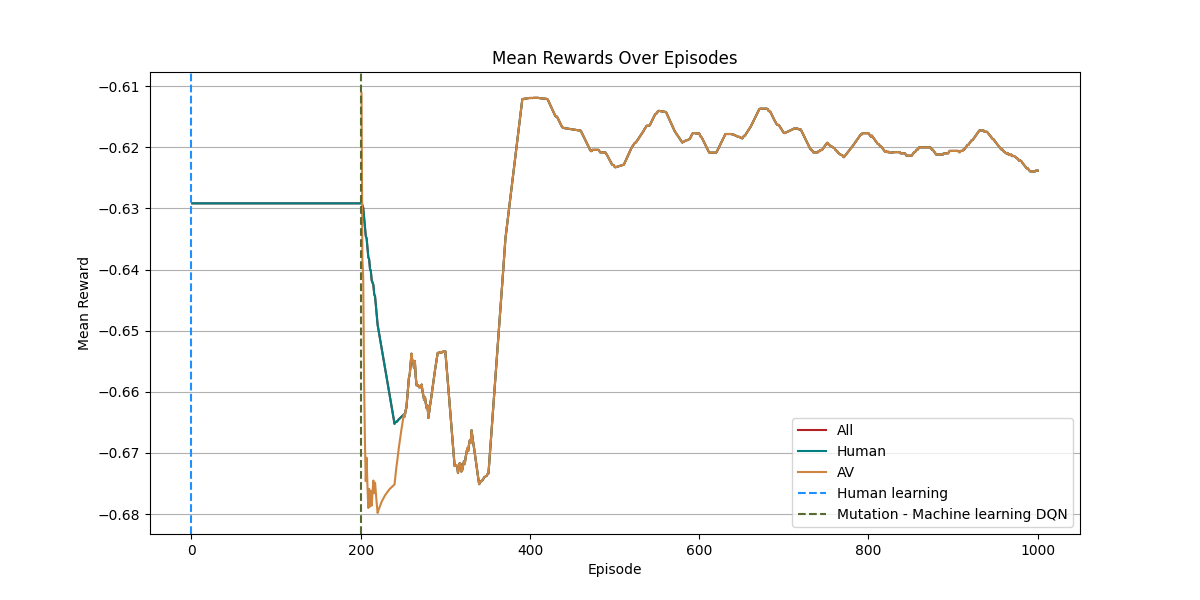 Mean Rewards Over Episodes
Mean Reward
−0.61
−0.62
−0.63
−0.64
−0.65
−0.66
−0.67
−0.68
All
Human
AV
Human learning
Mutation - Machine learning DQN
0
200
400
600
800
1000
Episode